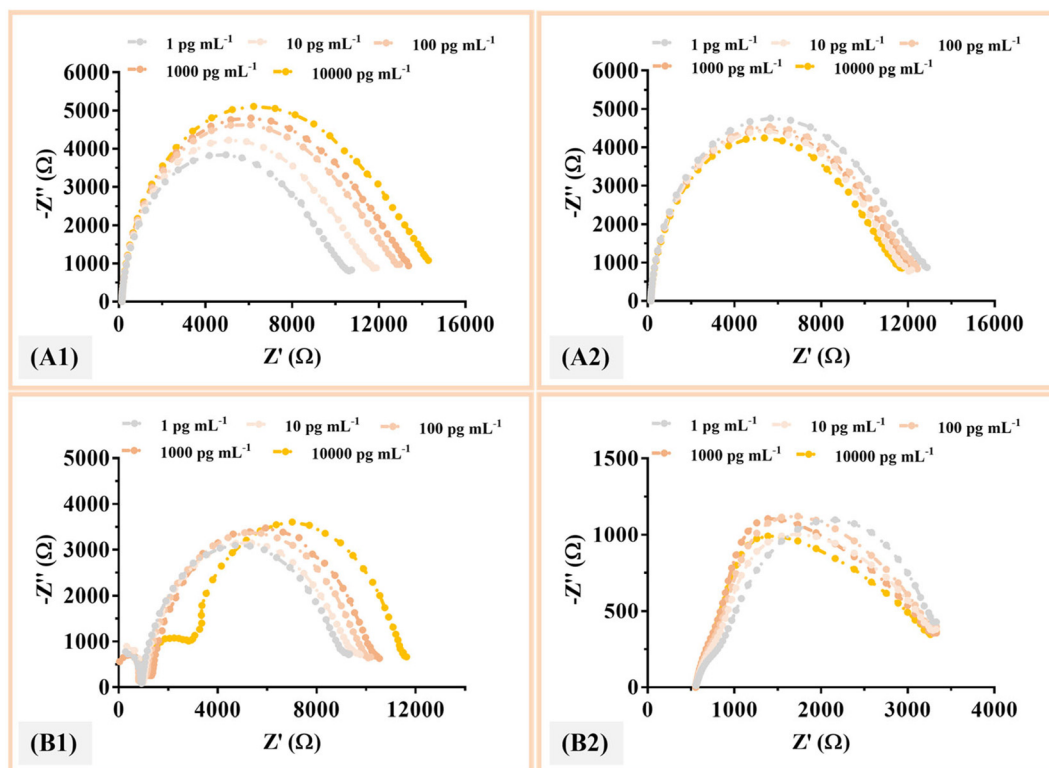 1 pg mL⁻¹ 10 pg mL⁻¹ 100 pg mL⁻¹
1000 pg mL⁻¹ 10000 pg mL⁻¹
6000
5000
4000
3000
2000
1000
0
-Z'' (Ω)
0 4000 8000 12000 16000
Z' (Ω)
(A1)
1 pg mL⁻¹ 10 pg mL⁻¹ 100 pg mL⁻¹
1000 pg mL⁻¹ 10000 pg mL⁻¹
6000
5000
4000
3000
2000
1000
0
-Z'' (Ω)
0 4000 8000 12000 16000
Z' (Ω)
(A2)
1 pg mL⁻¹ 10 pg mL⁻¹ 100 pg mL⁻¹
1000 pg mL⁻¹ 10000 pg mL⁻¹
5000
4000
3000
2000
1000
0
-Z'' (Ω)
0 4000 8000 12000
Z' (Ω)
(B1)
1 pg mL⁻¹ 10 pg mL⁻¹ 100 pg mL⁻¹
1000 pg mL⁻¹ 10000 pg mL⁻¹
1500
1000
500
0
-Z'' (Ω)
0 1000 2000 3000 4000
Z' (Ω)
(B2)